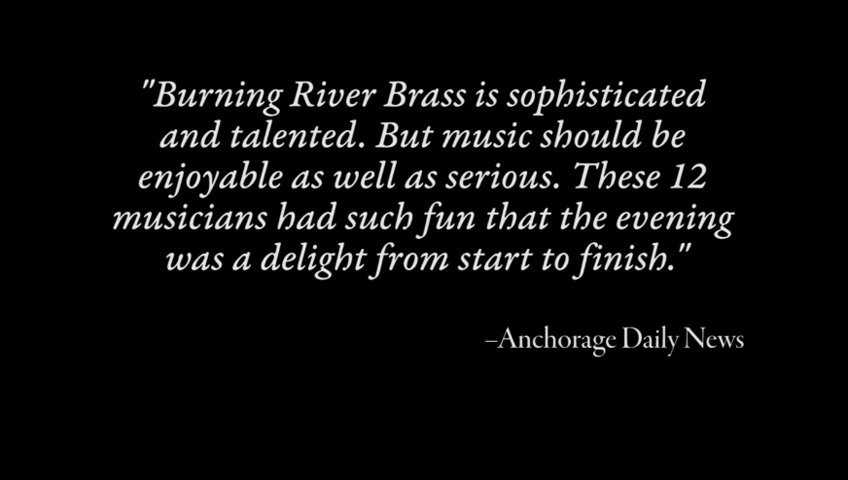 "Burning River Brass is sophisticated
and talented. But music should be
enjoyable as well as serious. These 12
musicians had such fun that the evening
was a delight from start to finish."
–Anchorage Daily News